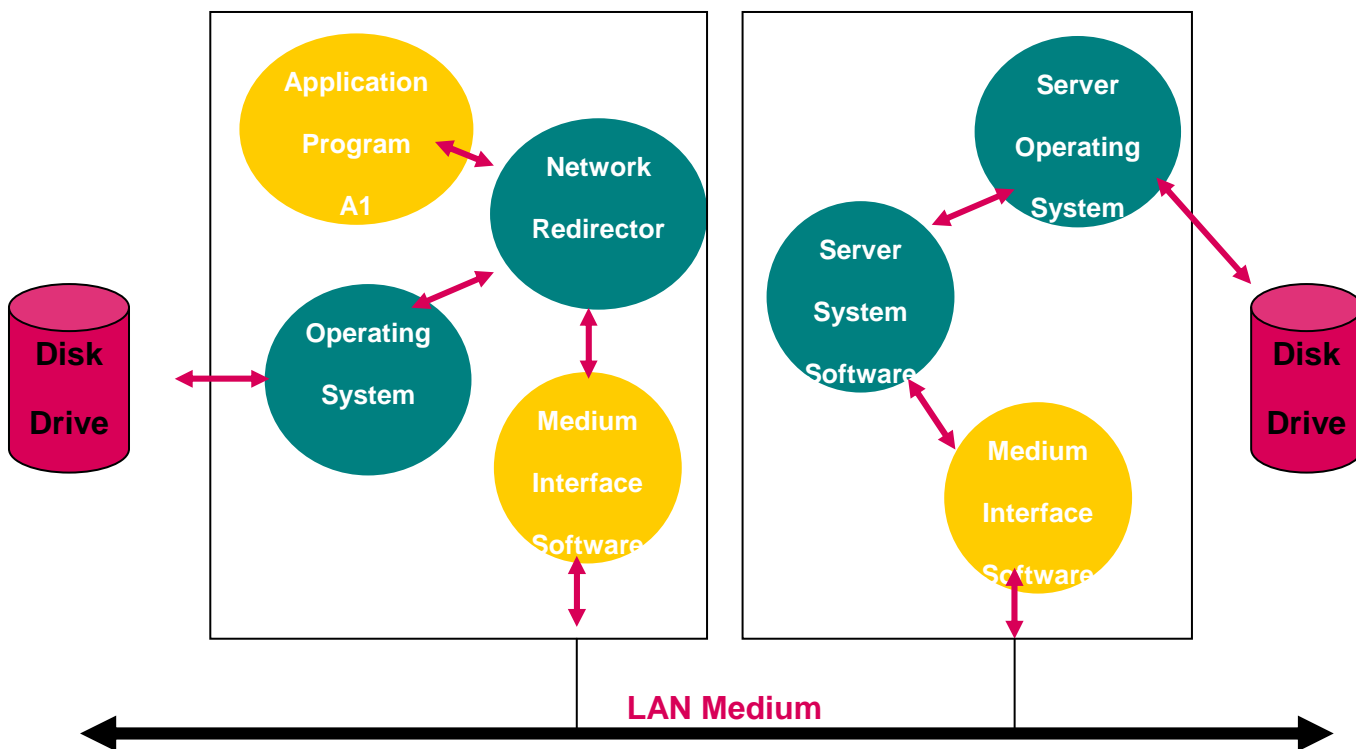 Application
Program
A1
Network
Redirector
Operating
System
Medium
Interface
Software
Disk
Drive
Server
Operating
System
Server
System
Software
Medium
Interface
Software
Disk
Drive
LAN Medium